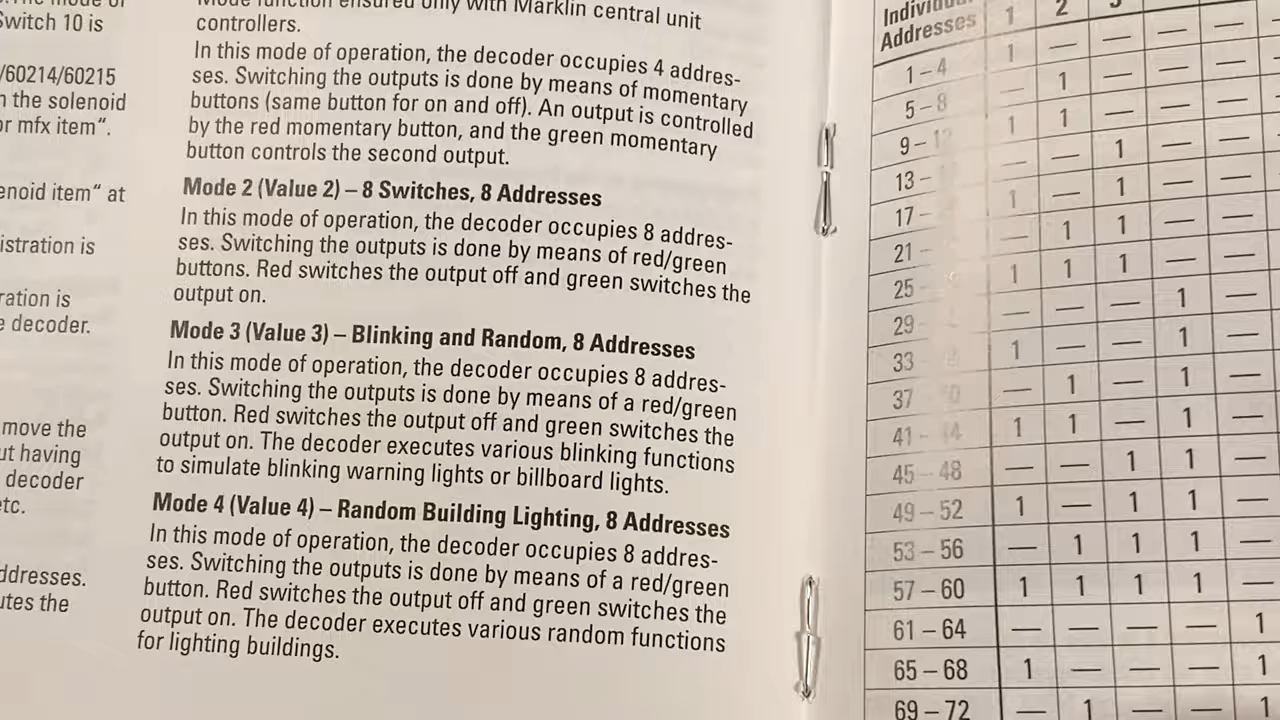 Switch 10 is
/60214/60215
the solenoid
or mfx item“.
enoid item“ at
istration is
ration is
decoder.
move the
ut having
decoder
etc.
ddresses.
utes the
Mode function ensured only with Märklin central unit
controllers.
In this mode of operation, the decoder occupies 4 addres-
ses. Switching the outputs is done by means of momentary
buttons (same button for on and off). An output is controlled
by the red momentary button, and the green momentary
button controls the second output.
Mode 2 (Value 2) – 8 Switches, 8 Addresses
In this mode of operation, the decoder occupies 8 addres-
ses. Switching the outputs is done by means of red/green
buttons. Red switches the output off and green switches the
output on.
Mode 3 (Value 3) – Blinking and Random, 8 Addresses
In this mode of operation, the decoder occupies 8 addres-
ses. Switching the outputs is done by means of a red/green
button. Red switches the output off and green switches the
output on. The decoder executes various blinking functions
to simulate blinking warning lights or billboard lights.
Mode 4 (Value 4) – Random Building Lighting, 8 Addresses
In this mode of operation, the decoder occupies 8 addres-
ses. Switching the outputs is done by means of a red/green
button. Red switches the output off and green switches the
output on. The decoder executes various random functions
for lighting buildings.
Addresses 1 2
1 – 4 1 — — — —
5 – 8 — 1 — — —
9 – 1 1 — — —
13 – — — 1 — —
17 – 1 — 1 — —
21 – — 1 1 — —
25 1 1 1 — —
29 – — — — 1 —
33 1 — — 1 —
37 — 1 — 1 —
41 – 44 1 1 — 1 —
45 – 48 — — 1 1 —
49 – 52 1 — 1 1 —
53 – 56 — 1 1 1 —
57 – 60 1 1 1 1 —
61 – 64 — — — — 1
65 – 68 1 — — — 1
69 – 72 — 1 — — 1